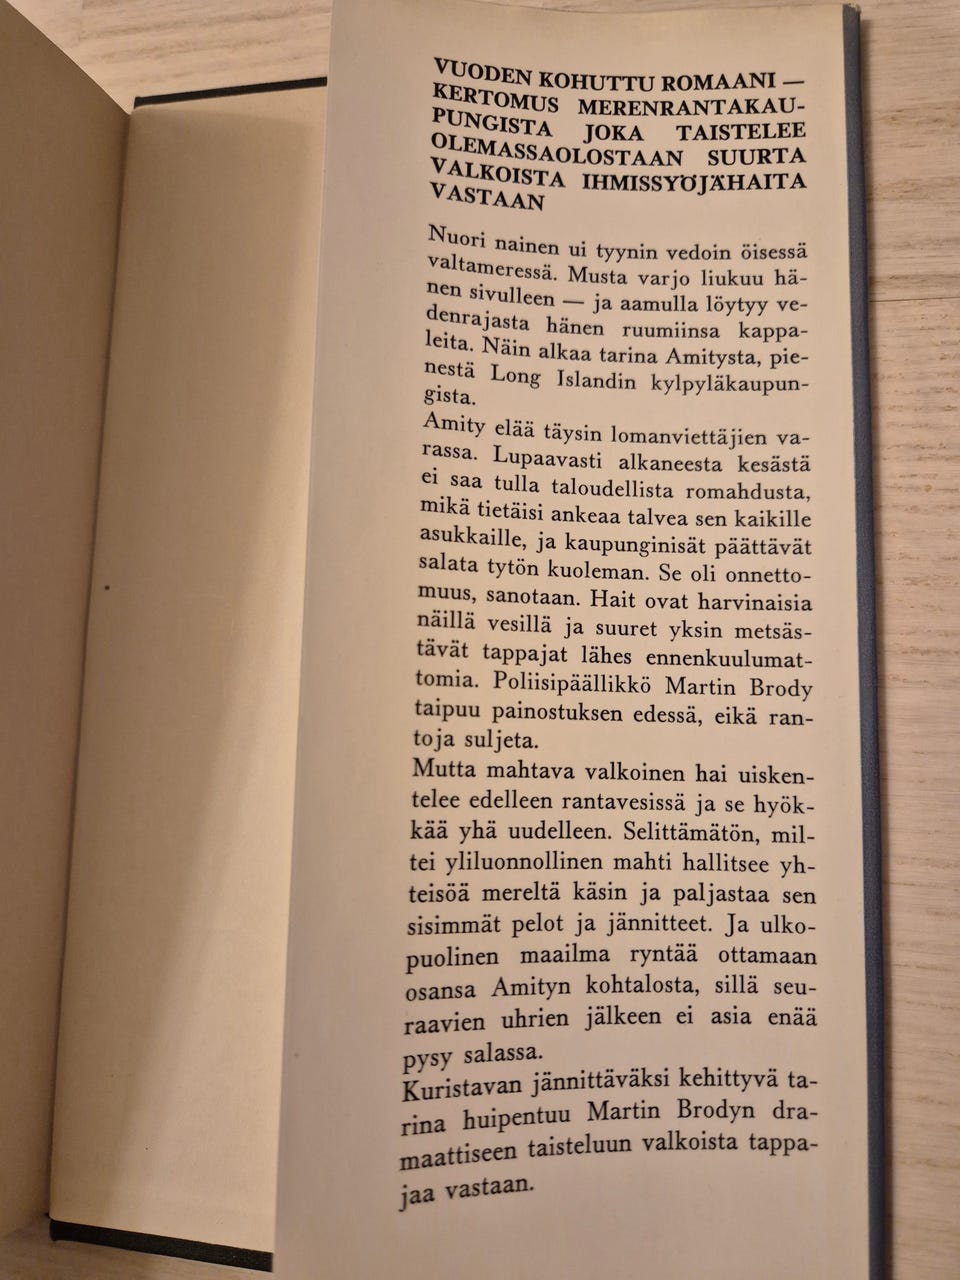 VUODEN KOHUTTU ROMAANI —
KERTOMUS MERENRANTAKAU-
PUNGISTA JOKA TAISTELEE
OLEMASSAOLOSTAAN SUURTA
VALKOISTA IHMISSYÖJÄHAITA
VASTAAN
Nuori nainen ui tyynin vedoin öisessä
valtameressä. Musta varjo liukuu hä-
nen sivulleen — ja aamulla löytyy ve-
denrajasta hänen ruumiinsa kappa-
leita. Näin alkaa tarina Amitysta, pie-
nestä Long Islandin kylpyläkaupun-
gista.
Amity elää täysin lomanviettäjien va-
rassa. Lupaavasti alkaneesta kesästä
ei saa tulla taloudellista romahdusta,
mikä tietäisi ankeaa talvea sen kaikille
asukkaille, ja kaupunginisät päättävät
salata tytön kuoleman. Se oli onnetto-
muus, sanotaan. Hait ovat harvinaisia
näillä vesillä ja suuret yksin metsäs-
tävät tappajat lähes ennenkuulumat-
tomia. Poliisipäällikkö Martin Brody
taipuu painostuksen edessä, eikä ran-
toja suljeta.
Mutta mahtava valkoinen hai uisken-
telee edelleen rantavesissä ja se hyök-
kää yhä uudelleen. Selittämätön, mil-
tei yliluonnollinen mahti hallitsee yh-
teisöä mereltä käsin ja paljastaa sen
sisimmät pelot ja jännitteet. Ja ulko-
puolinen maailma ryntää ottamaan
osansa Amityn kohtalosta, sillä seu-
raavien uhrien jälkeen ei asia enää
pysy salassa.
Kuristavan jännittäväksi kehittyvä ta-
rina huipentuu Martin Brodyn dra-
maattiseen taisteluun valkoista tappa-
jaa vastaan.